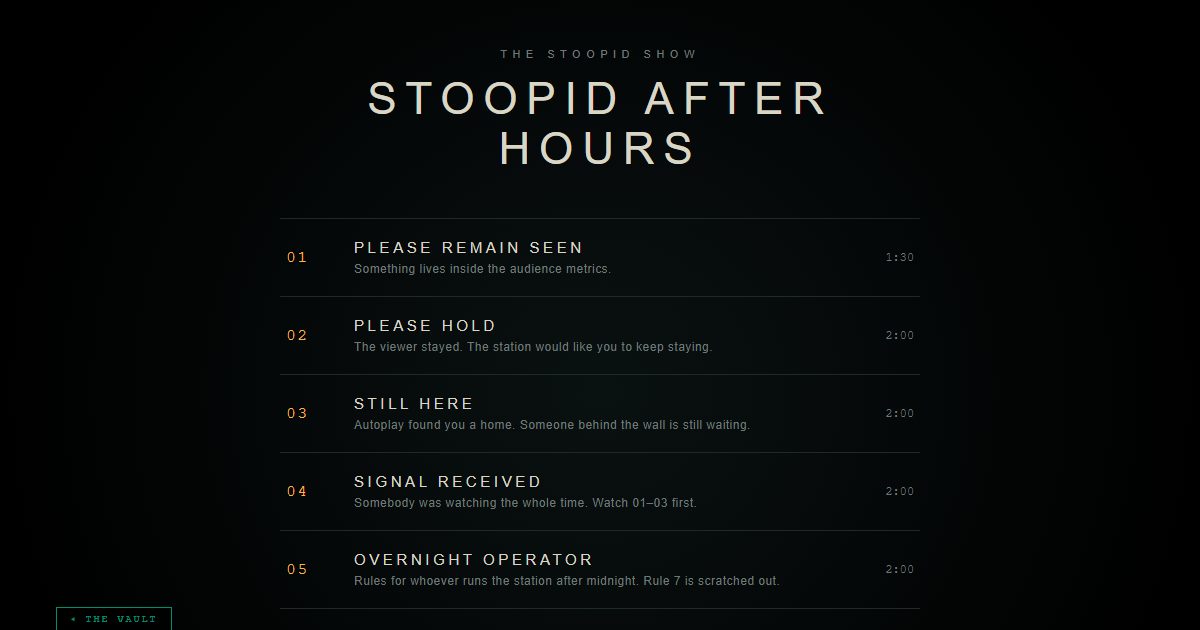 THE STOOPID SHOW
STOOPID AFTER
HOURS
01
PLEASE REMAIN SEEN
Something lives inside the audience metrics.
1:30
02
PLEASE HOLD
The viewer stayed. The station would like you to keep staying.
2:00
03
STILL HERE
Autoplay found you a home. Someone behind the wall is still waiting.
2:00
04
SIGNAL RECEIVED
Somebody was watching the whole time. Watch 01–03 first.
2:00
05
OVERNIGHT OPERATOR
Rules for whoever runs the station after midnight. Rule 7 is scratched out.
2:00
THE VAULT